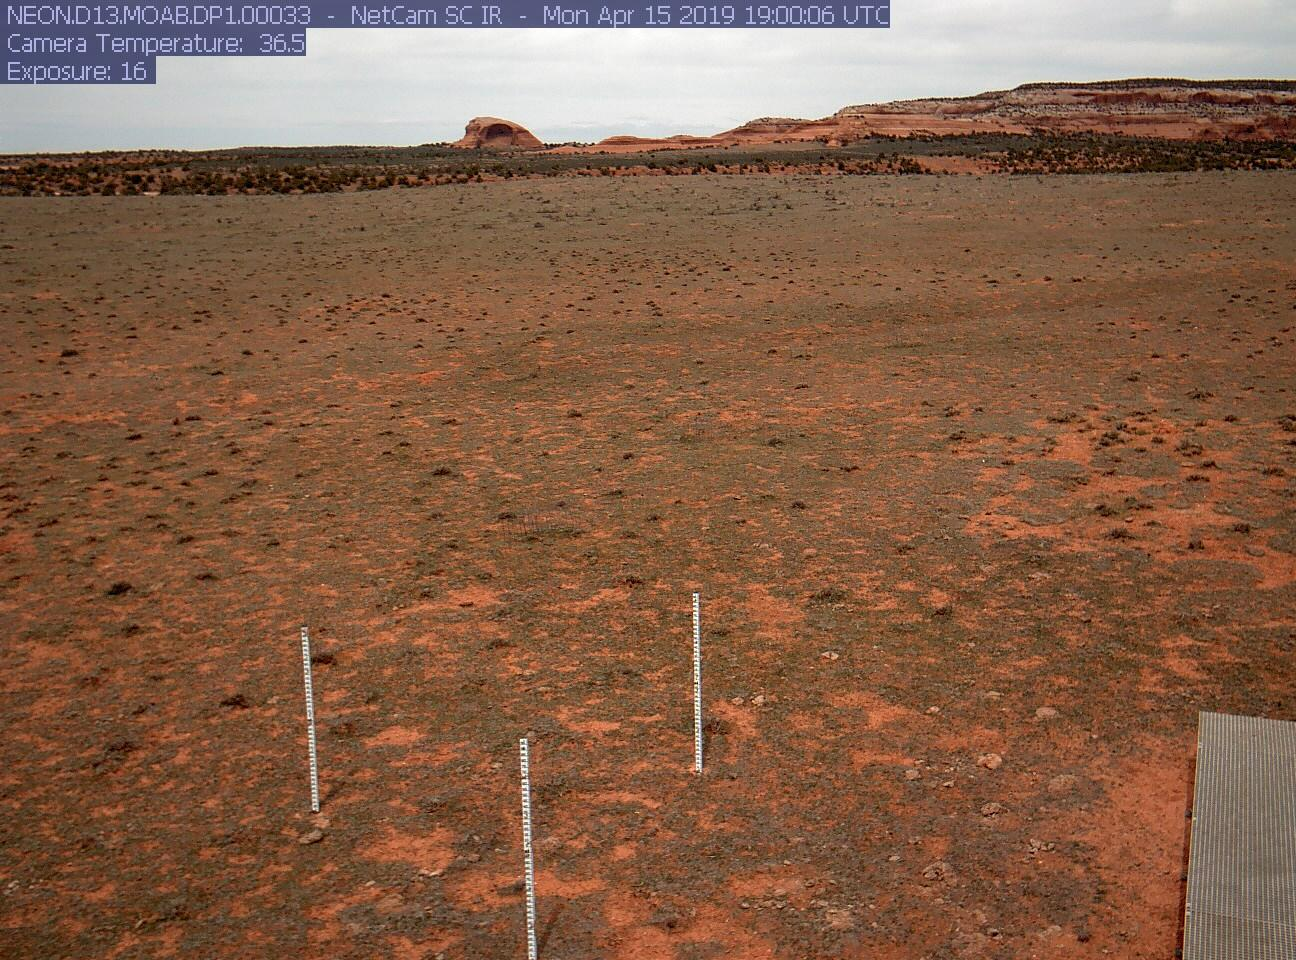 NEON.D13.MOAB.DP1.00033 - NetCam SC IR - Mon Apr 15 2019 19:00:06 UTC
Camera Temperature: 36.5
Exposure: 16